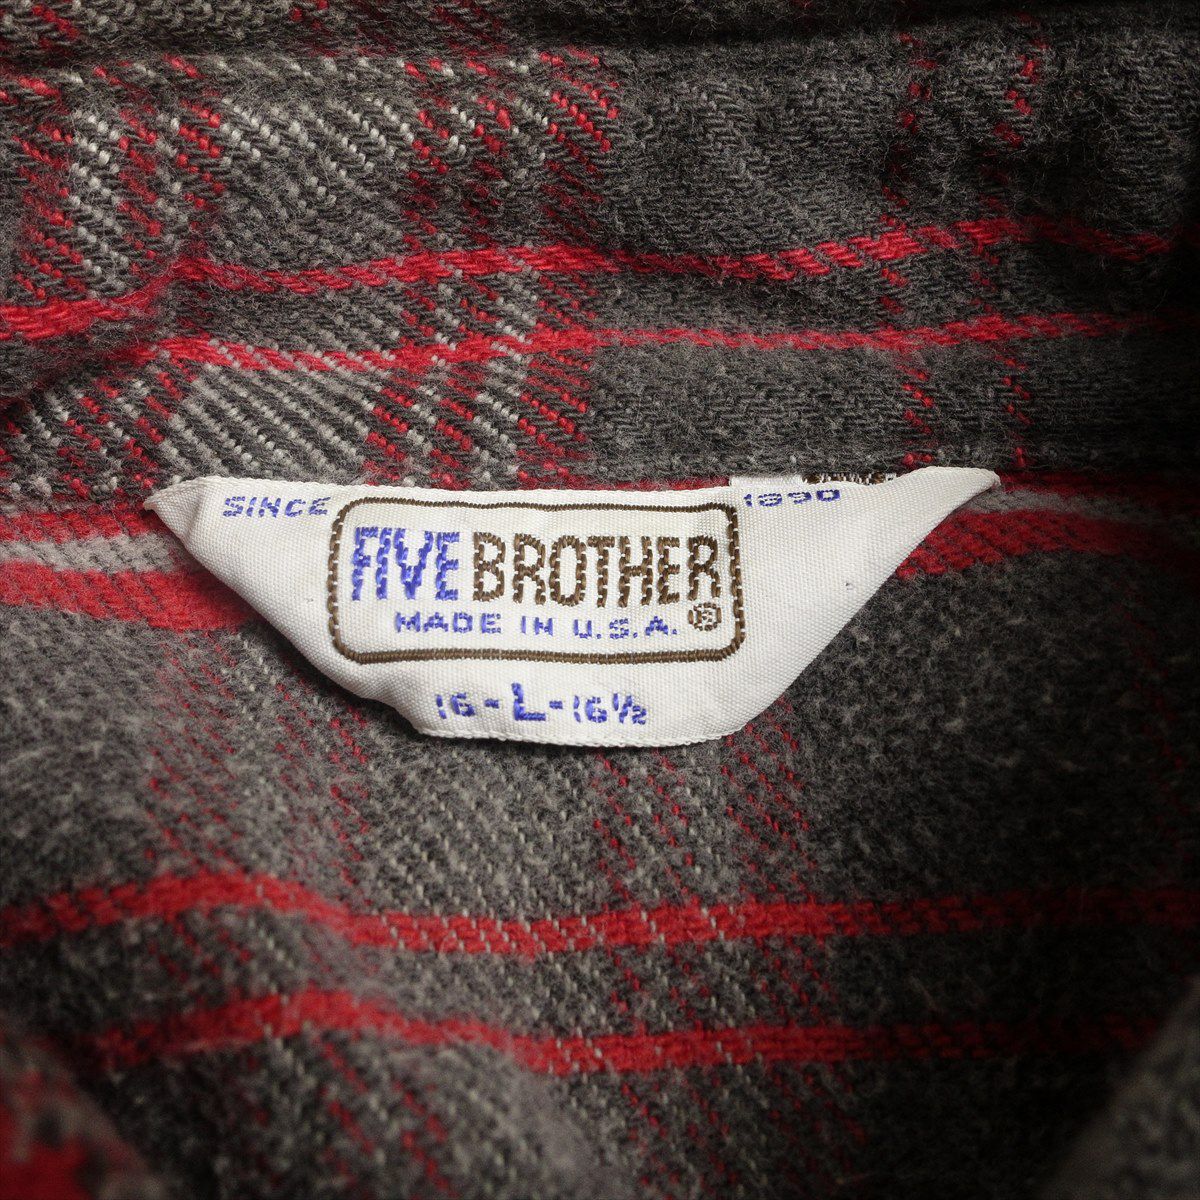 SINCE 1890
FIVE BROTHER
MADE IN U.S.A. ®
16-L-16½